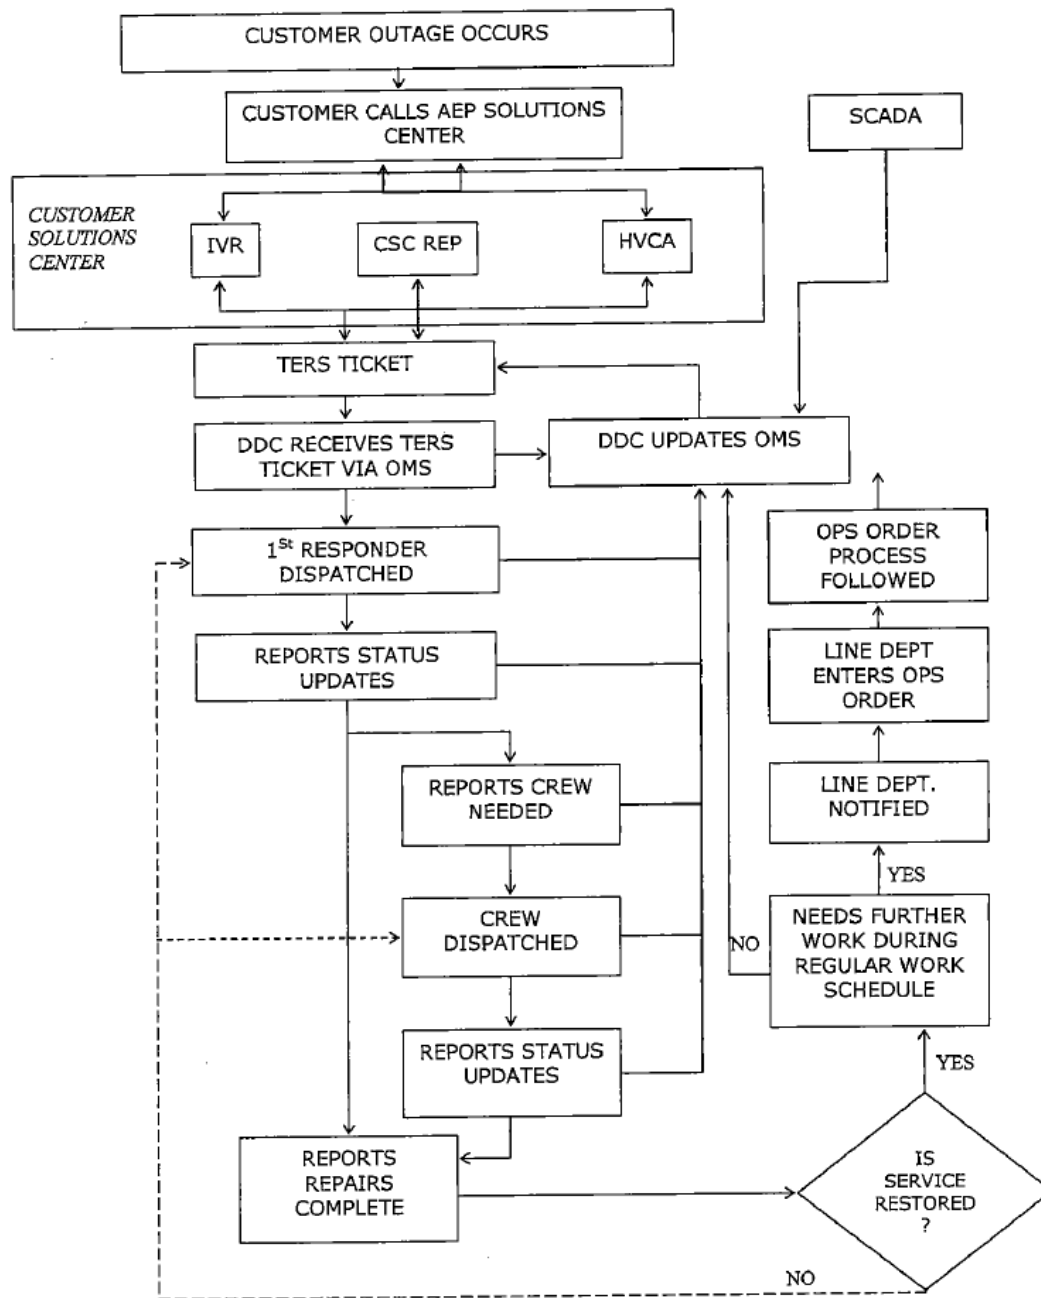 CUSTOMER OUTAGE OCCURS
CUSTOMER CALLS AEP SOLUTIONS
CENTER
SCADA
CUSTOMER
SOLUTIONS
CENTER
IVR
CSC REP
HVCA
TERS TICKET
DDC RECEIVES TERS
TICKET VIA OMS
DDC UPDATES OMS
1St RESPONDER
DISPATCHED
OPS ORDER
PROCESS
FOLLOWED
REPORTS STATUS
UPDATES
LINE DEPT
ENTERS OPS
ORDER
REPORTS CREW
NEEDED
LINE DEPT.
NOTIFIED
YES
CREW
DISPATCHED
NO
NEEDS FURTHER
WORK DURING
REGULAR WORK
SCHEDULE
REPORTS STATUS
UPDATES
YES
REPORTS
REPAIRS
COMPLETE
IS
SERVICE
RESTORED
?
NO